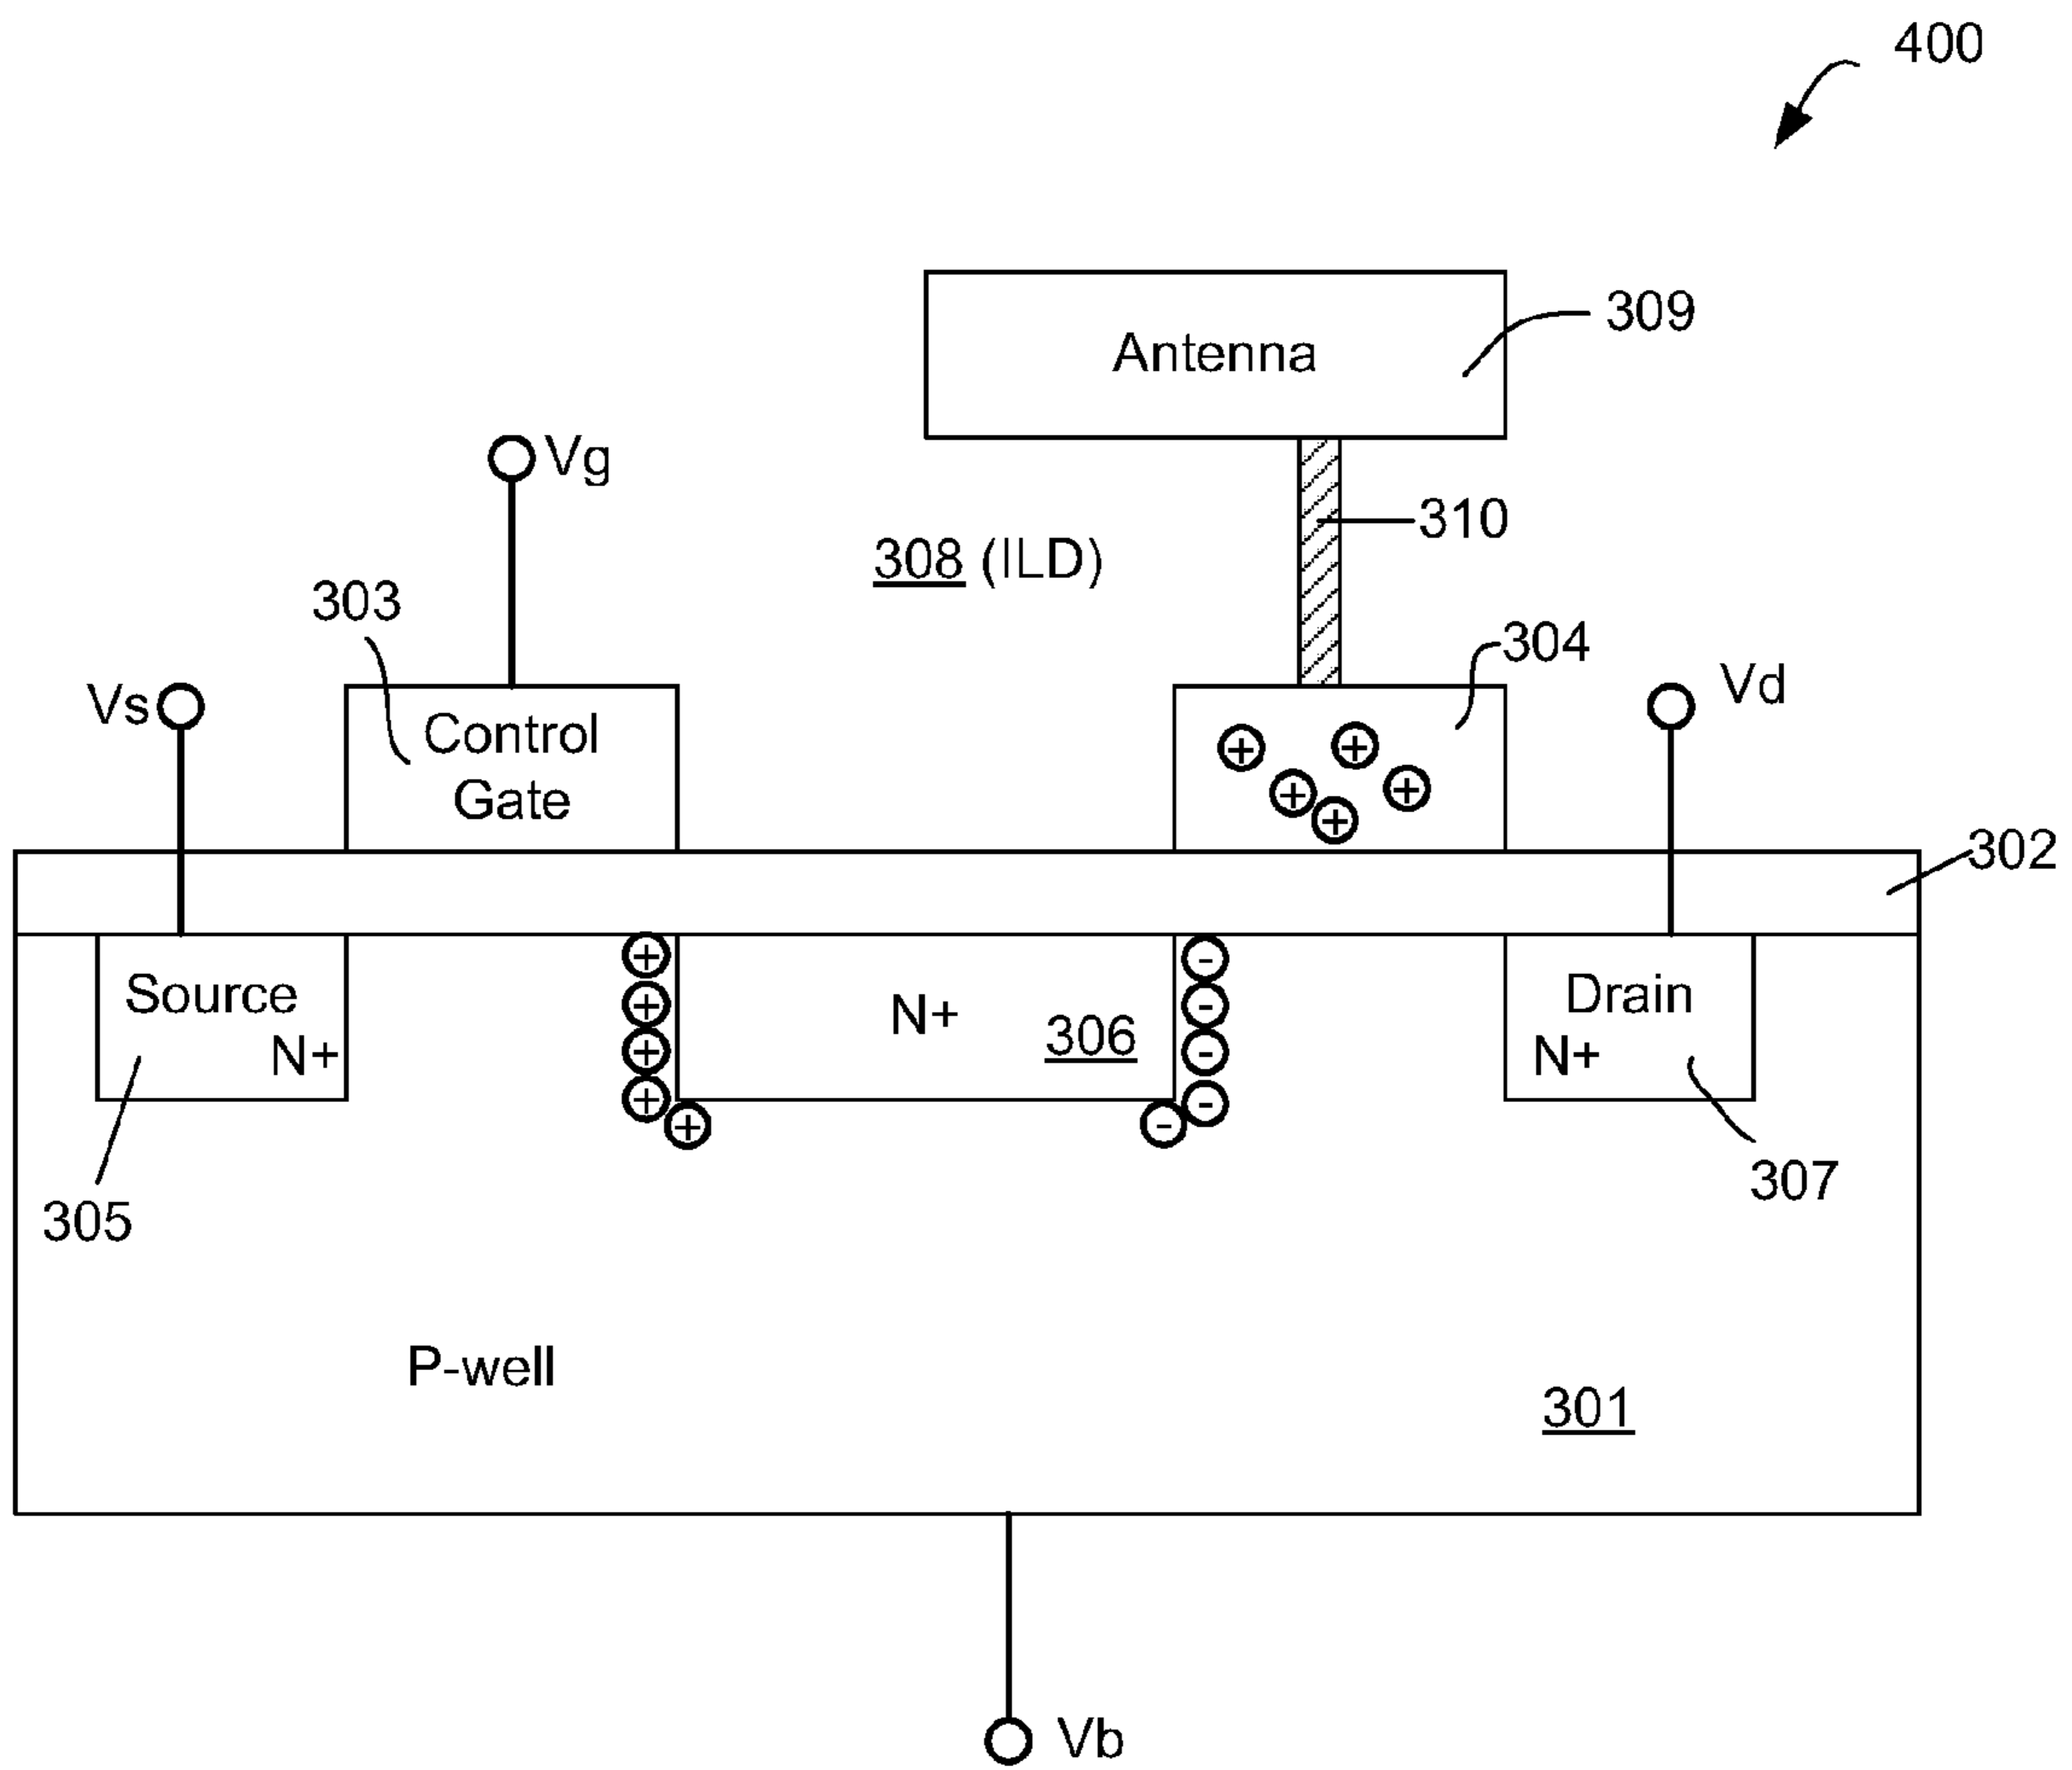 400
309
Antenna
Vg
310
308 (ILD)
303
304
Vs
Vd
Control
Gate
+ +
+ +
+
302
+ -
Source
N+
Drain
+ -
306
N+
N+
+ -
+ -
+ -
307
305
P-well
301
Vb